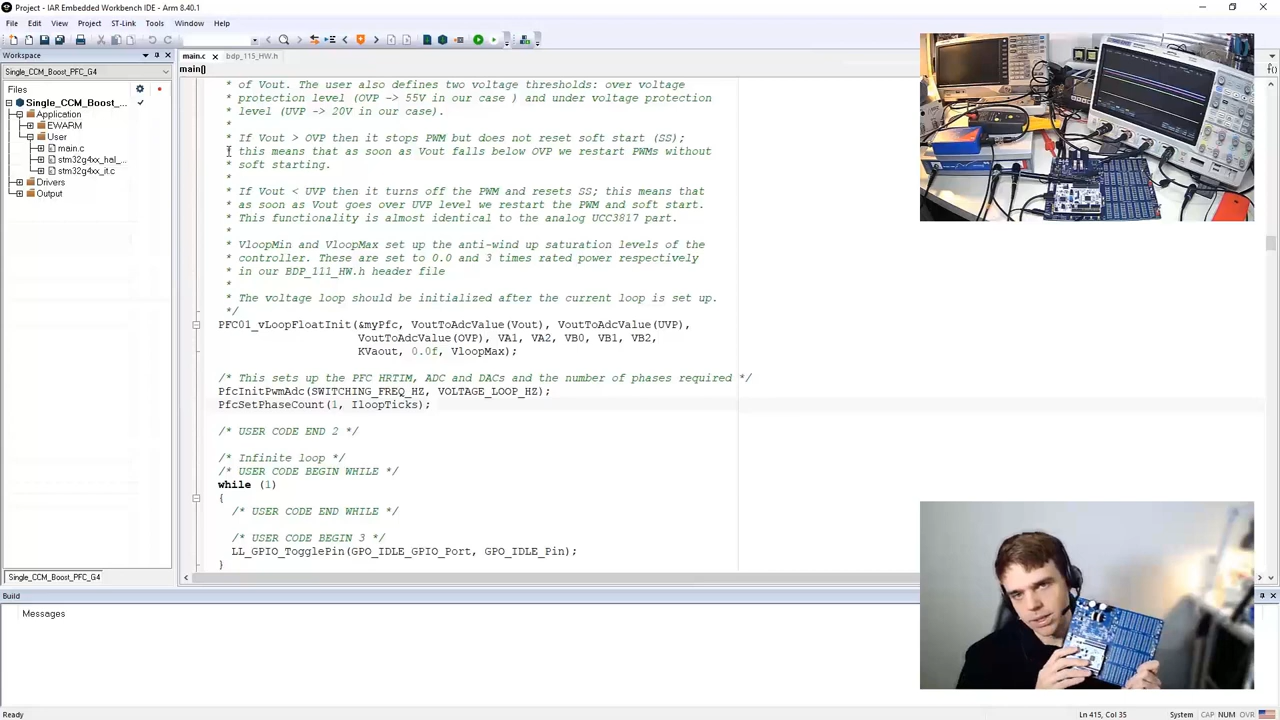 Project - IAR Embedded Workbench IDE - Arm 8.40.1
File Edit View Project ST-Link Tools Window Help
Workspace
main.c bdp_115_HW.h
Single_CCM_Boost_PFC_G4
main() f()
Files
Single_CCM_Boost_...
Application
EWARM
User
main.c
stm32g4xx_hal_...
stm32g4xx_it.c
Drivers
Output
* of Vout. The user also defines two voltage thresholds: over voltage
* protection level (OVP -> 55V in our case ) and under voltage protection
* level (UVP -> 20V in our case).
*
* If Vout > OVP then it stops PWM but does not reset soft start (SS);
* this means that as soon as Vout falls below OVP we restart PWMs without
* soft starting.
*
* If Vout < UVP then it turns off the PWM and resets SS; this means that
* as soon as Vout goes over UVP level we restart the PWM and soft start.
* This functionality is almost identical to the analog UCC3817 part.
*
* VloopMin and VloopMax set up the anti-wind up saturation levels of the
* controller. These are set to 0.0 and 3 times rated power respectively
* in our BDP_111_HW.h header file
*
* The voltage loop should be initialized after the current loop is set up.
*/
PFC01_vLoopFloatInit(&myPfc, VoutToAdcValue(Vout), VoutToAdcValue(UVP),
VoutToAdcValue(OVP), VA1, VA2, VB0, VB1, VB2,
KVaout, 0.0f, VloopMax);
/* This sets up the PFC HRTIM, ADC and DACs and the number of phases required */
PfcInitPwmAdc(SWITCHING_FREQ_HZ, VOLTAGE_LOOP_HZ);
PfcSetPhaseCount(1, IloopTicks);
/* USER CODE END 2 */
/* Infinite loop */
/* USER CODE BEGIN WHILE */
while (1)
{
/* USER CODE END WHILE */
/* USER CODE BEGIN 3 */
LL_GPIO_TogglePin(GPO_IDLE_GPIO_Port, GPO_IDLE_Pin);
}
Single_CCM_Boost_PFC_G4
Build
Messages
Ready
Ln 415, Col 35 System CAP NUM OVR